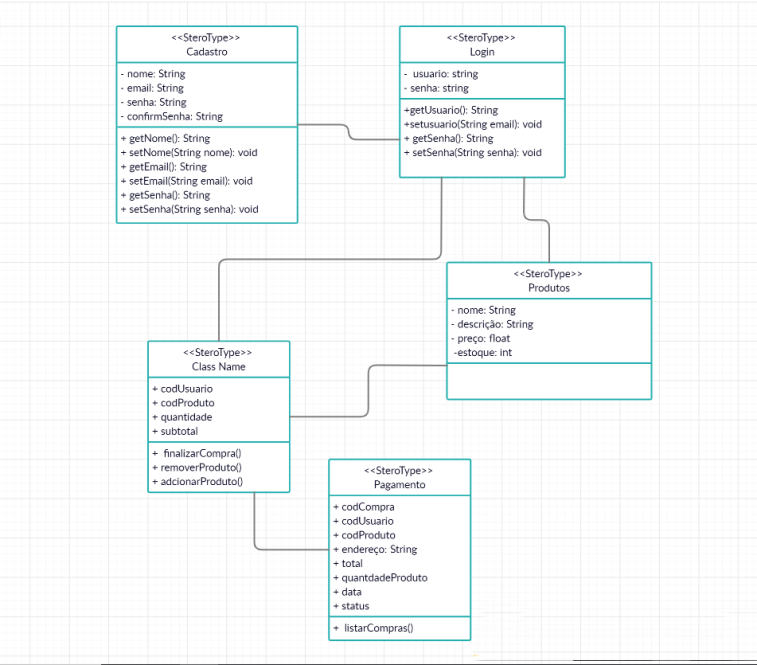 <<SteroType>>
Cadastro
- nome: String
- email: String
- senha: String
- confirmSenha: String
+ getNome(): String
+ setNome(String nome): void
+ getEmail(): String
+ setEmail(String email): void
+ getSenha(): String
+ setSenha(String senha): void
<<SteroType>>
Login
- usuario: string
- senha: string
+getUsuario(): String
+setusuario(String email): void
+ getSenha(): String
+ setSenha(String senha): void
<<SteroType>>
Produtos
- nome: String
- descrição: String
- preço: float
-estoque: int
<<SteroType>>
Class Name
+ codUsuario
+ codProduto
+ quantidade
+ subtotal
+ finalizarCompra()
+ removerProduto()
+ adcionarProduto()
<<SteroType>>
Pagamento
+ codCompra
+ codUsuario
+ codProduto
+ endereço: String
+ total
+ quantdadeProduto
+ data
+ status
+ listarCompras()